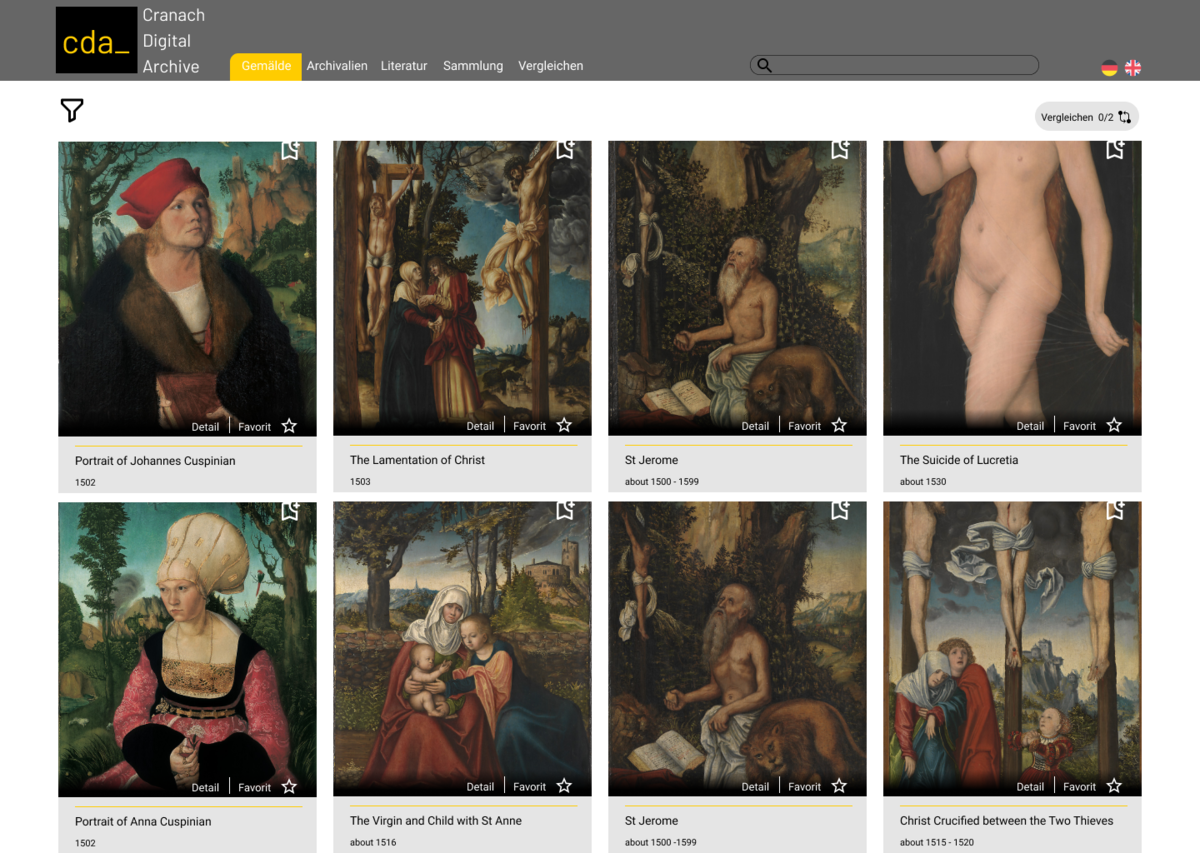 cda_
Cranach
Digital
Archive
Gemälde Archivalien Literatur Sammlung Vergleichen
Vergleichen 0/2
Detail Favorit
Detail Favorit
Detail Favorit
Detail Favorit
Portrait of Johannes Cuspinian
1502
The Lamentation of Christ
1503
St Jerome
about 1500 - 1599
The Suicide of Lucretia
about 1530
Detail Favorit
Detail Favorit
Detail Favorit
Detail Favorit
Portrait of Anna Cuspinian
1502
The Virgin and Child with St Anne
about 1516
St Jerome
about 1500 -1599
Christ Crucified between the Two Thieves
about 1515 - 1520